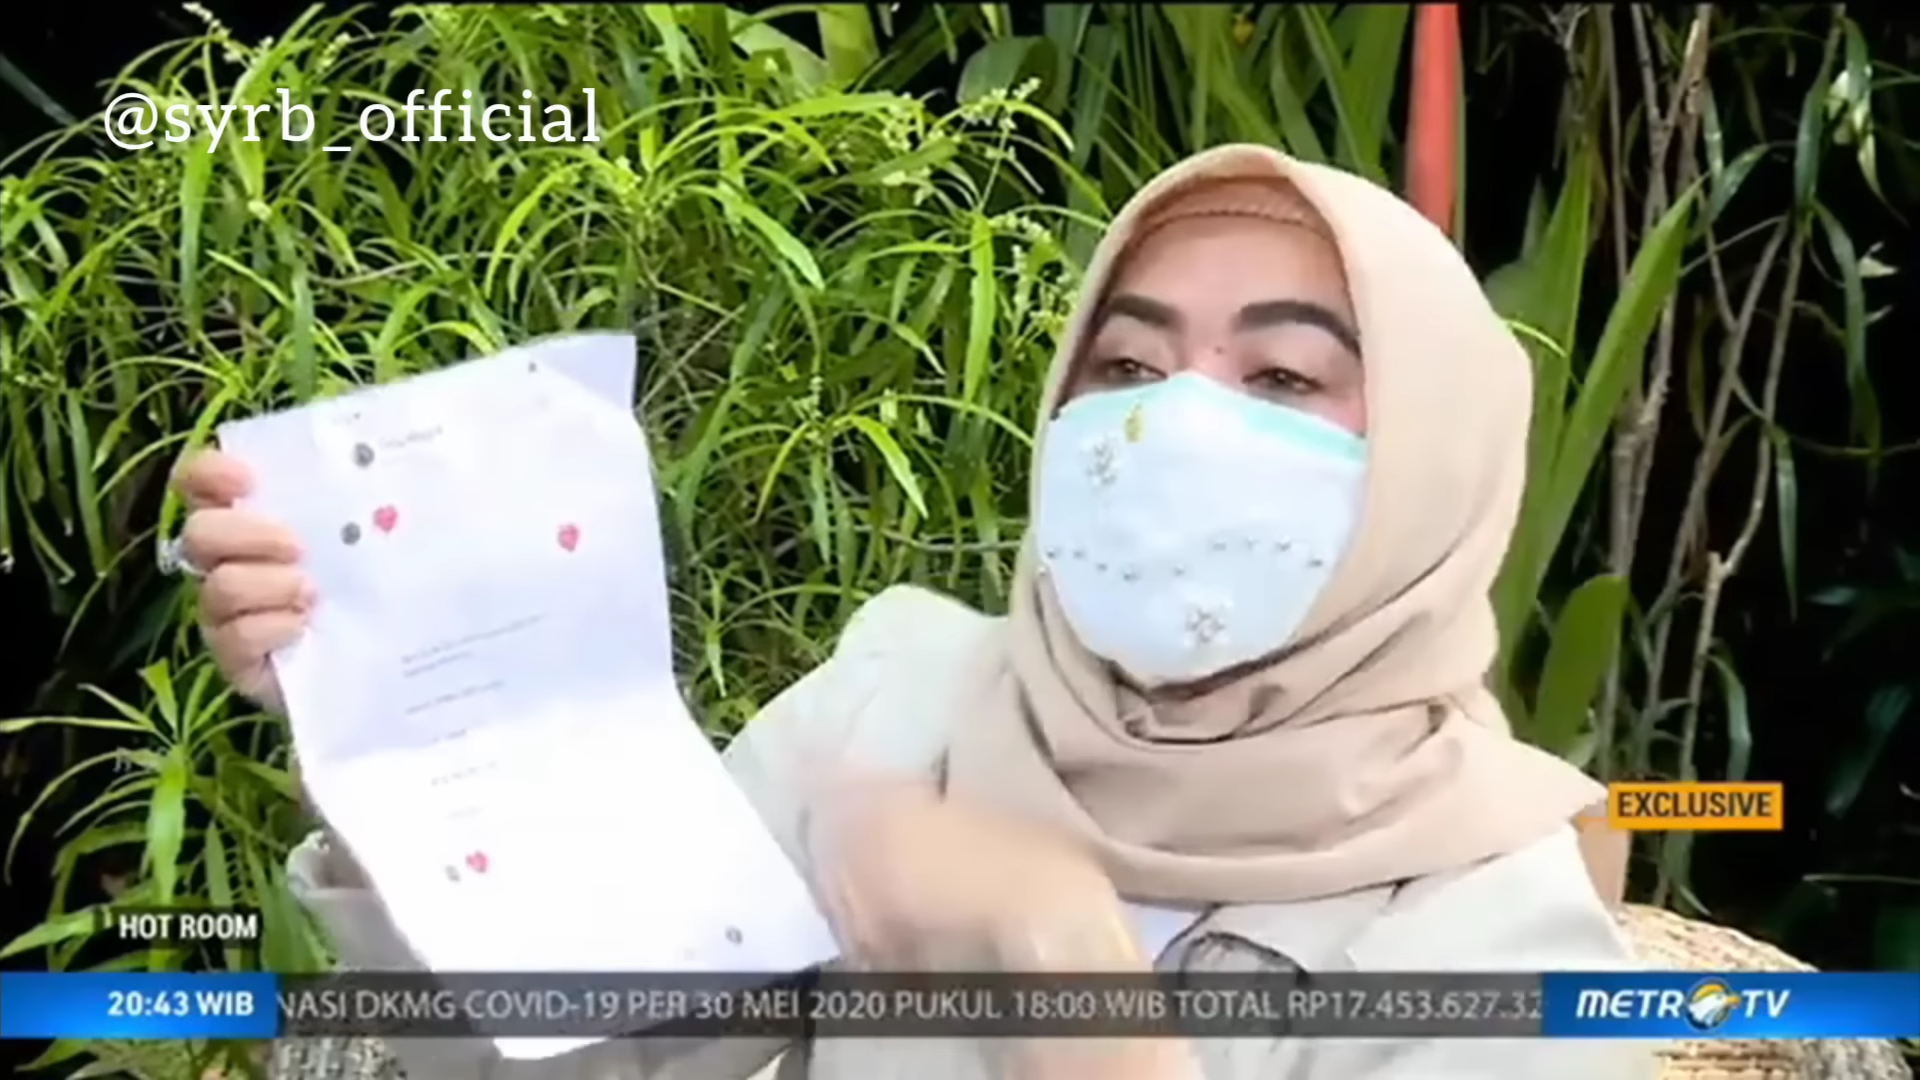 @syrb_official
EXCLUSIVE
HOT ROOM
20:43 WIB
NASI DKMG COVID-19 PER 30 MEI 2020 PUKUL 18:00 WIB TOTAL RP17.453.627.32
METRO TV